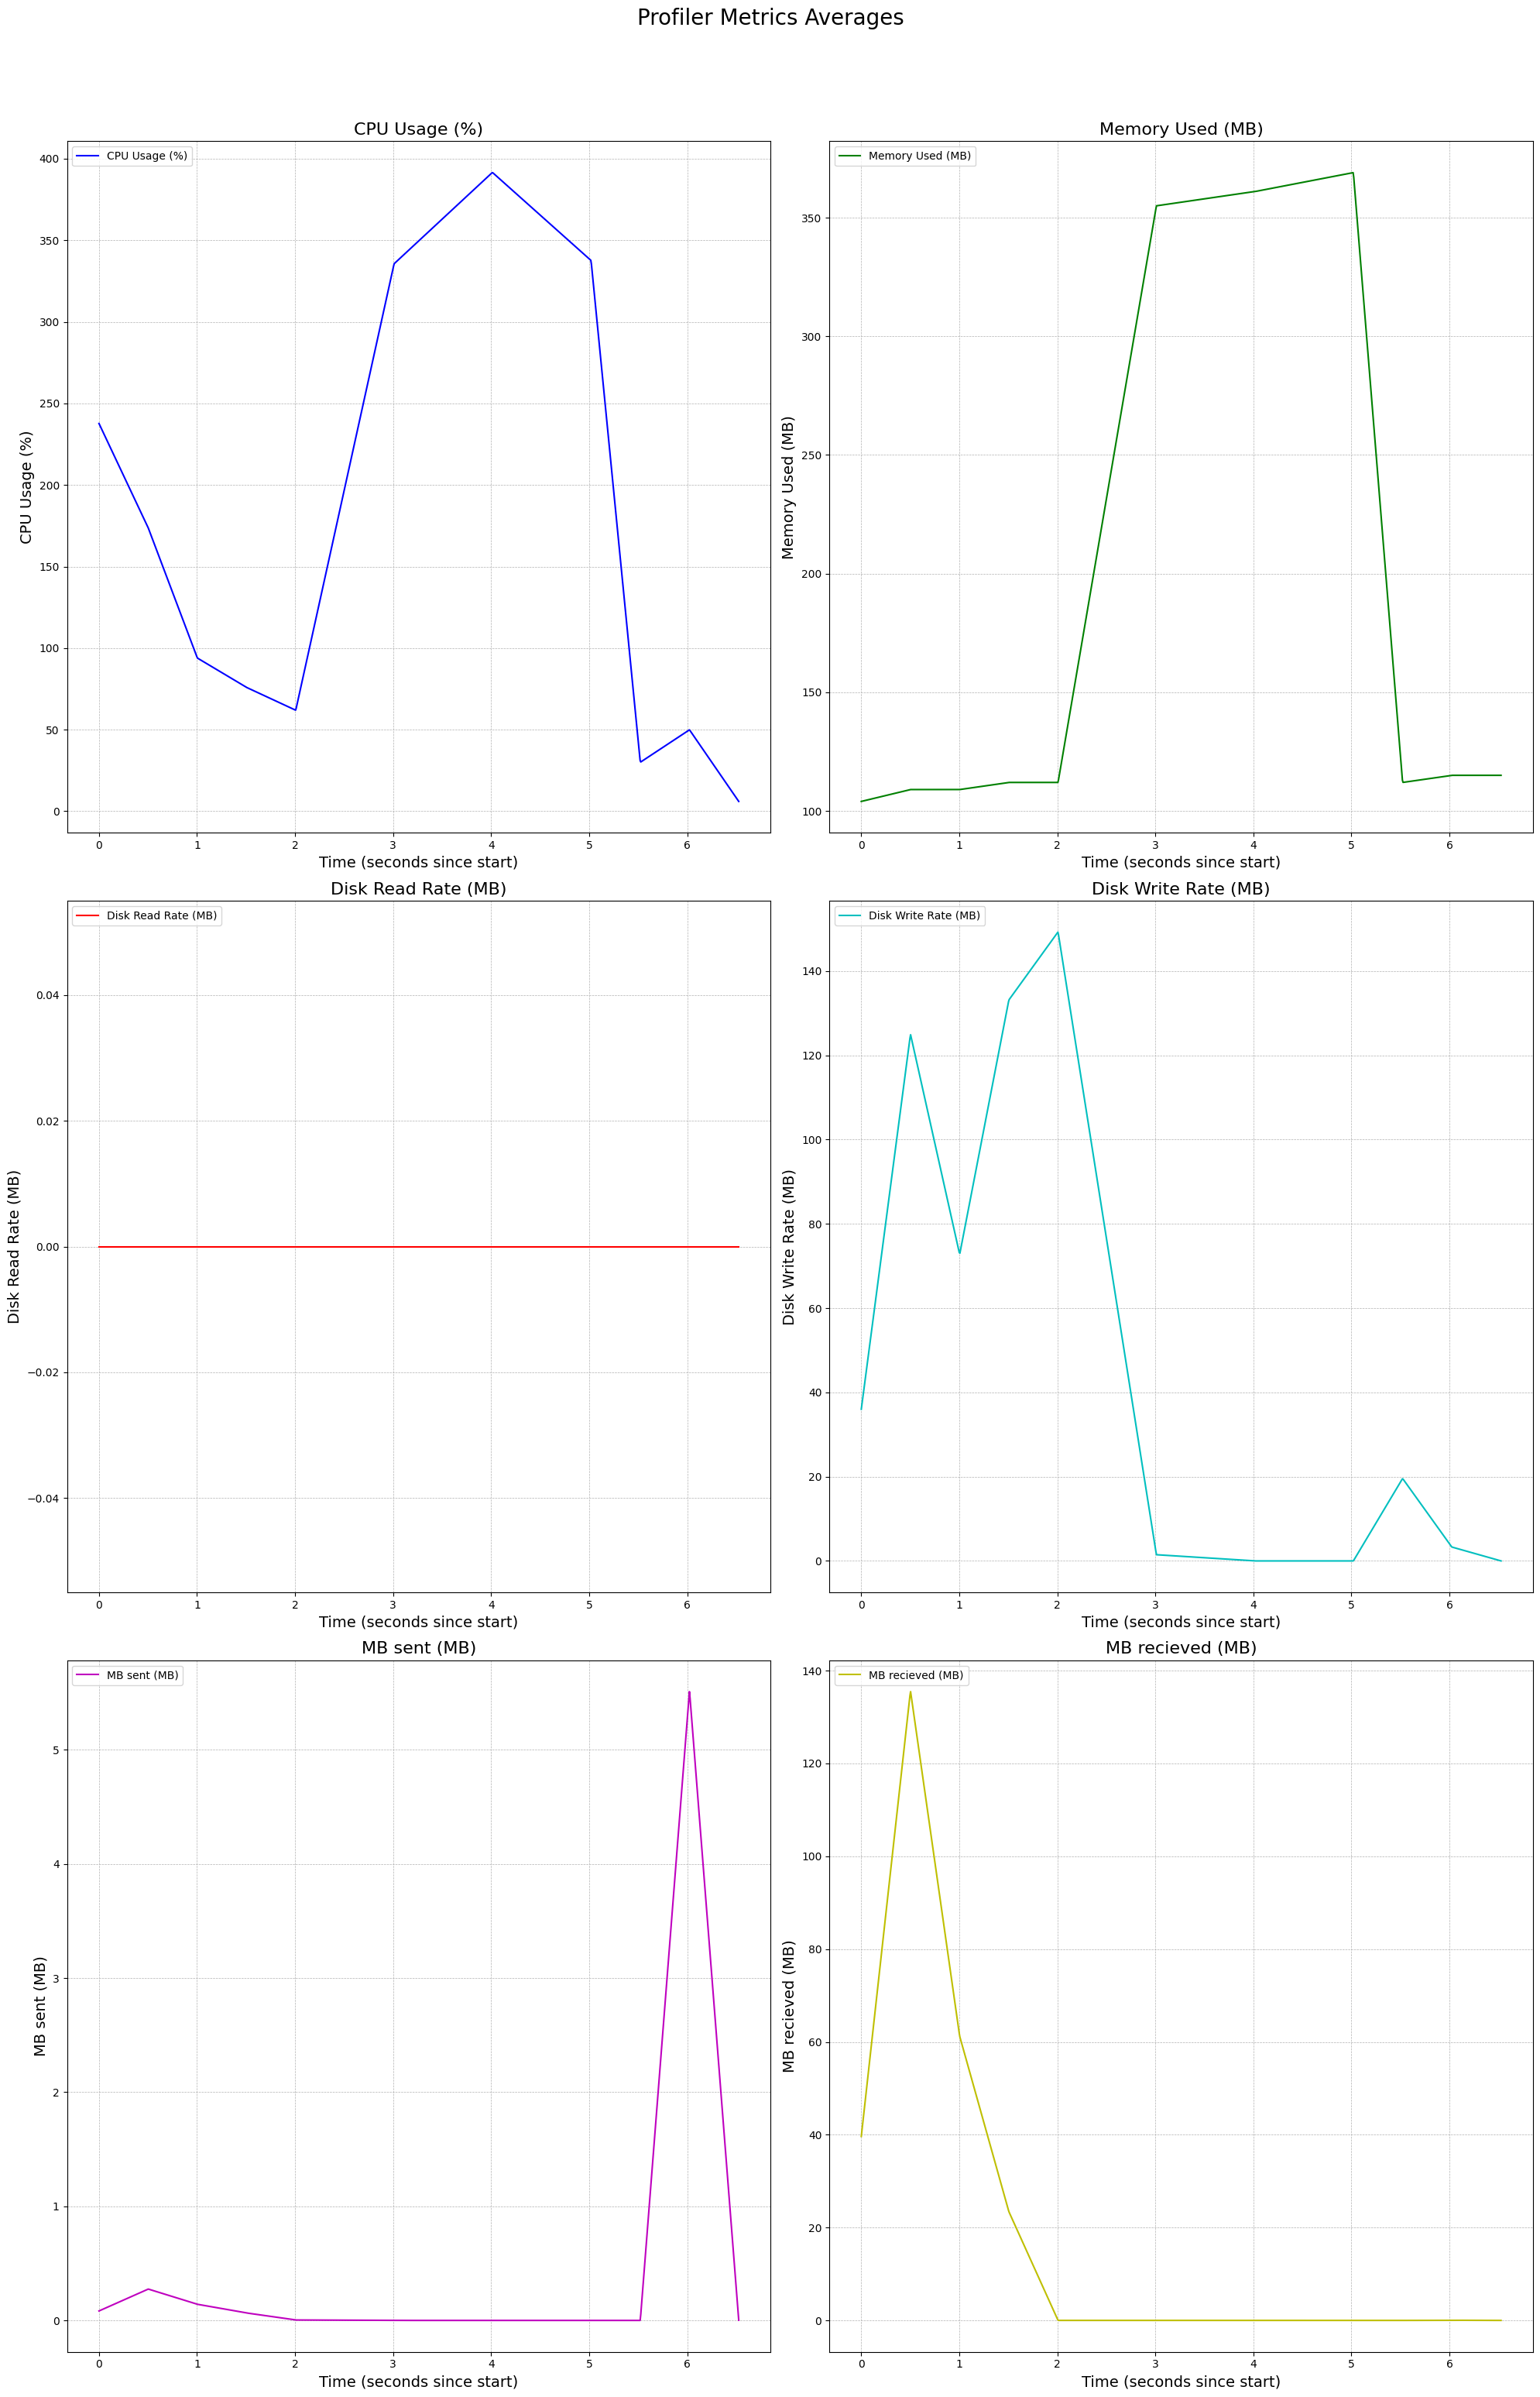 Profiler Metrics Averages
CPU Usage (%)
CPU Usage (%)
CPU Usage (%)
400
350
300
250
200
150
100
50
0
0 1 2 3 4 5 6
Time (seconds since start)
Memory Used (MB)
Memory Used (MB)
Memory Used (MB)
350
300
250
200
150
100
0 1 2 3 4 5 6
Time (seconds since start)
Disk Read Rate (MB)
Disk Read Rate (MB)
Disk Read Rate (MB)
0.04
0.02
0.00
−0.02
−0.04
0 1 2 3 4 5 6
Time (seconds since start)
Disk Write Rate (MB)
Disk Write Rate (MB)
Disk Write Rate (MB)
140
120
100
80
60
40
20
0
0 1 2 3 4 5 6
Time (seconds since start)
MB sent (MB)
MB sent (MB)
MB sent (MB)
5
4
3
2
1
0
0 1 2 3 4 5 6
Time (seconds since start)
MB recieved (MB)
MB recieved (MB)
MB recieved (MB)
140
120
100
80
60
40
20
0
0 1 2 3 4 5 6
Time (seconds since start)